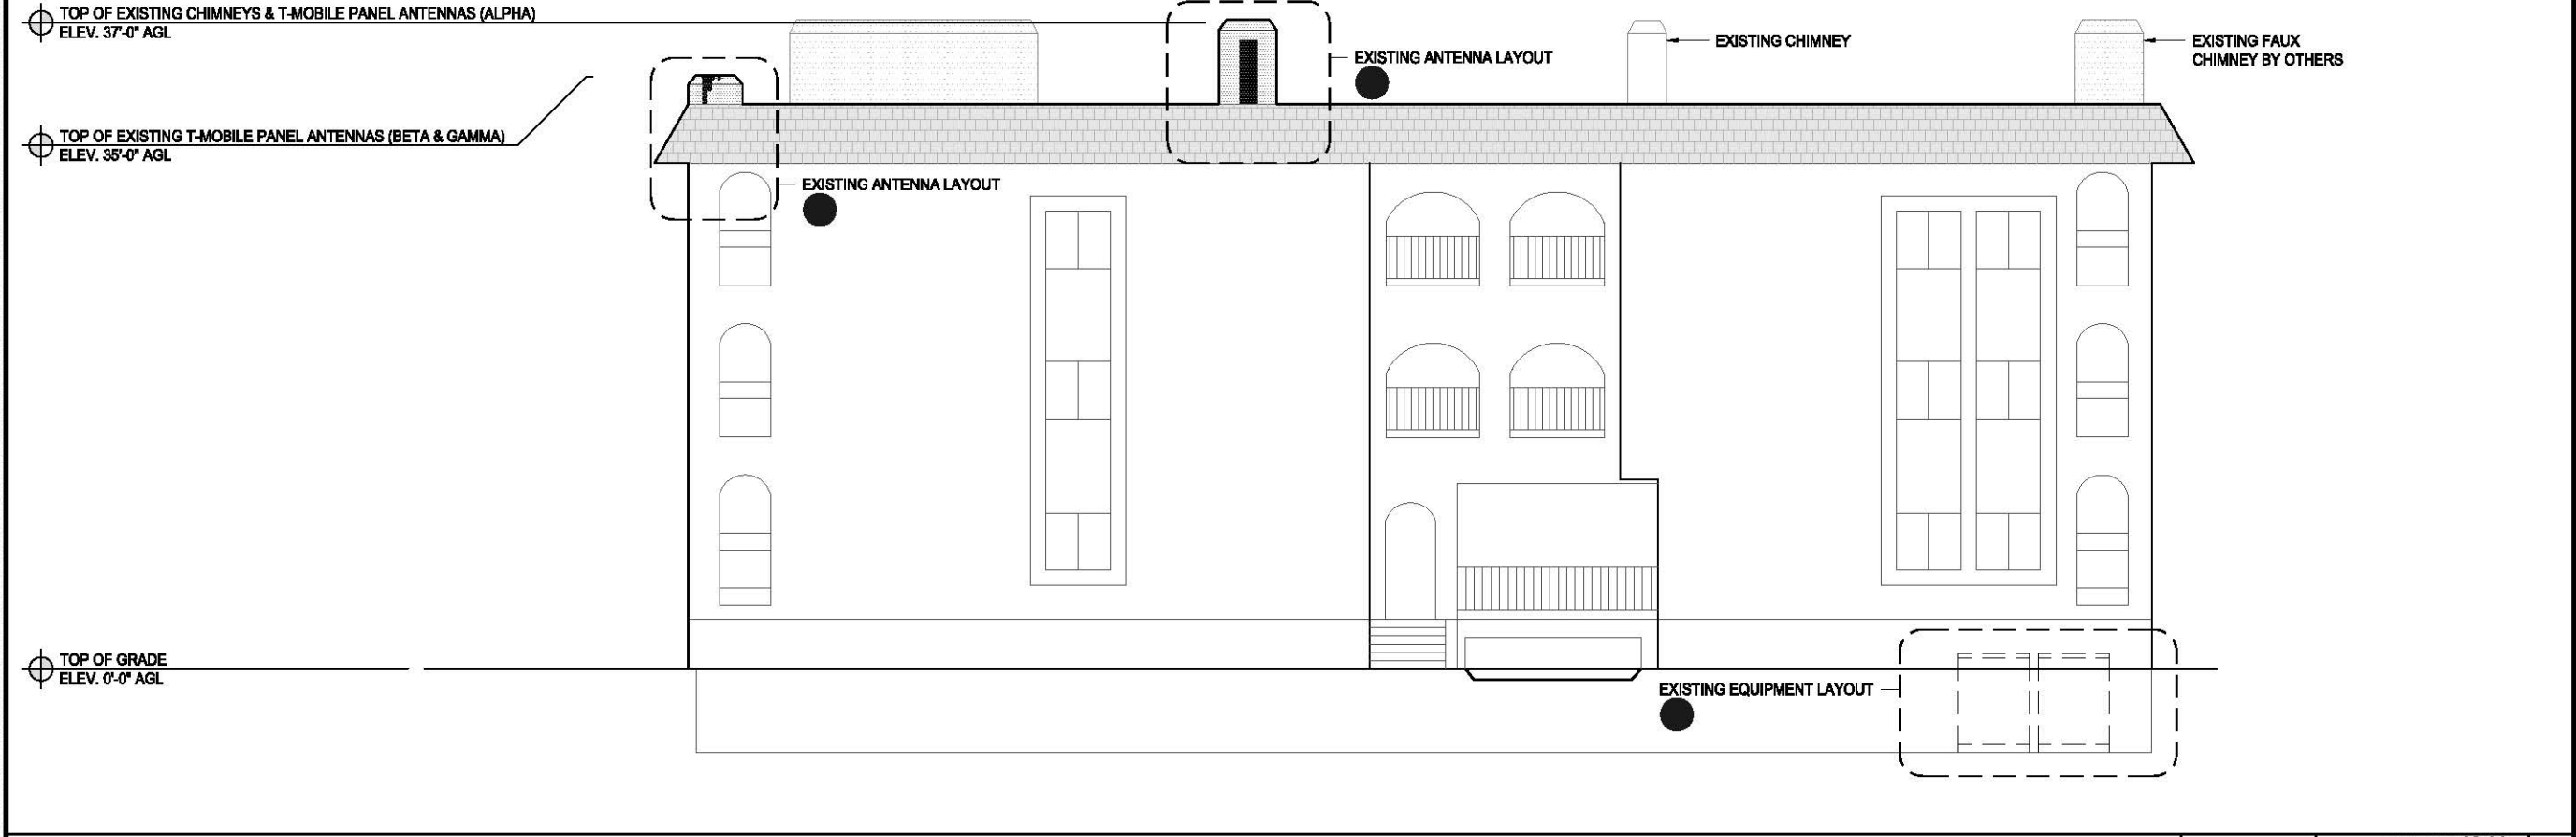 TOP OF EXISTING CHIMNEYS & T-MOBILE PANEL ANTENNAS (ALPHA)
ELEV. 37'-0" AGL
EXISTING ANTENNA LAYOUT
EXISTING CHIMNEY
EXISTING FAUX
CHIMNEY BY OTHERS
TOP OF EXISTING T-MOBILE PANEL ANTENNAS (BETA & GAMMA)
ELEV. 35'-0" AGL
EXISTING ANTENNA LAYOUT
TOP OF GRADE
ELEV. 0'-0" AGL
EXISTING EQUIPMENT LAYOUT